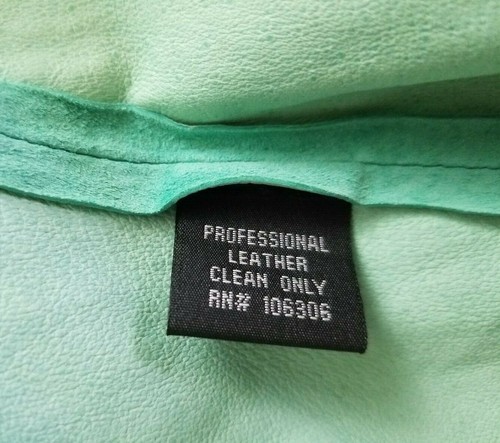 PROFESSIONAL
LEATHER
CLEAN ONLY
RN# 106306